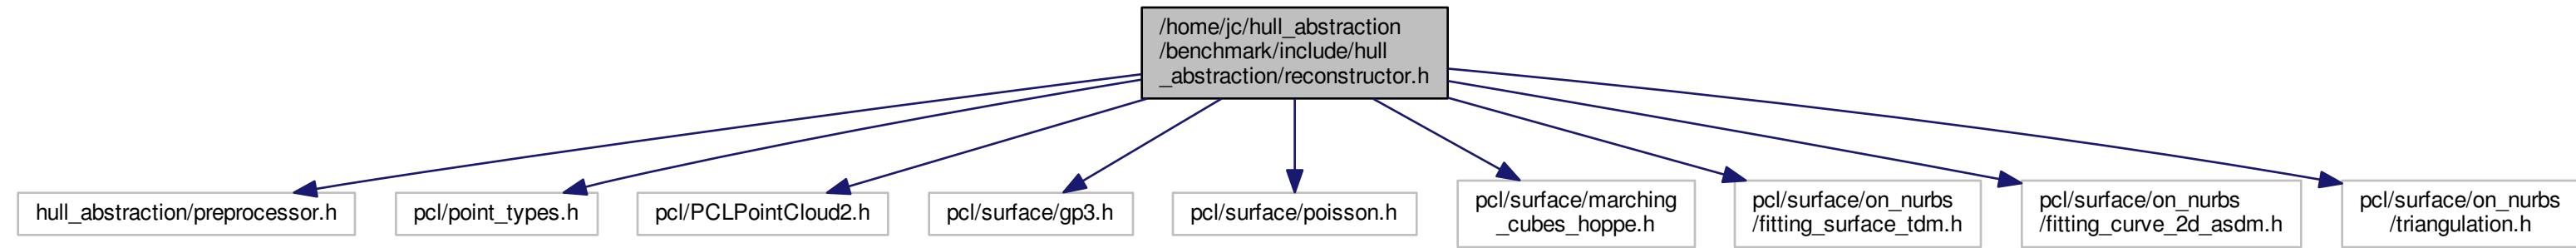 /home/jc/hull_abstraction
/benchmark/include/hull
_abstraction/reconstructor.h
hull_abstraction/preprocessor.h
pcl/point_types.h
pcl/PCLPointCloud2.h
pcl/surface/gp3.h
pcl/surface/poisson.h
pcl/surface/marching
_cubes_hoppe.h
pcl/surface/on_nurbs
/fitting_surface_tdm.h
pcl/surface/on_nurbs
/fitting_curve_2d_asdm.h
pcl/surface/on_nurbs
/triangulation.h